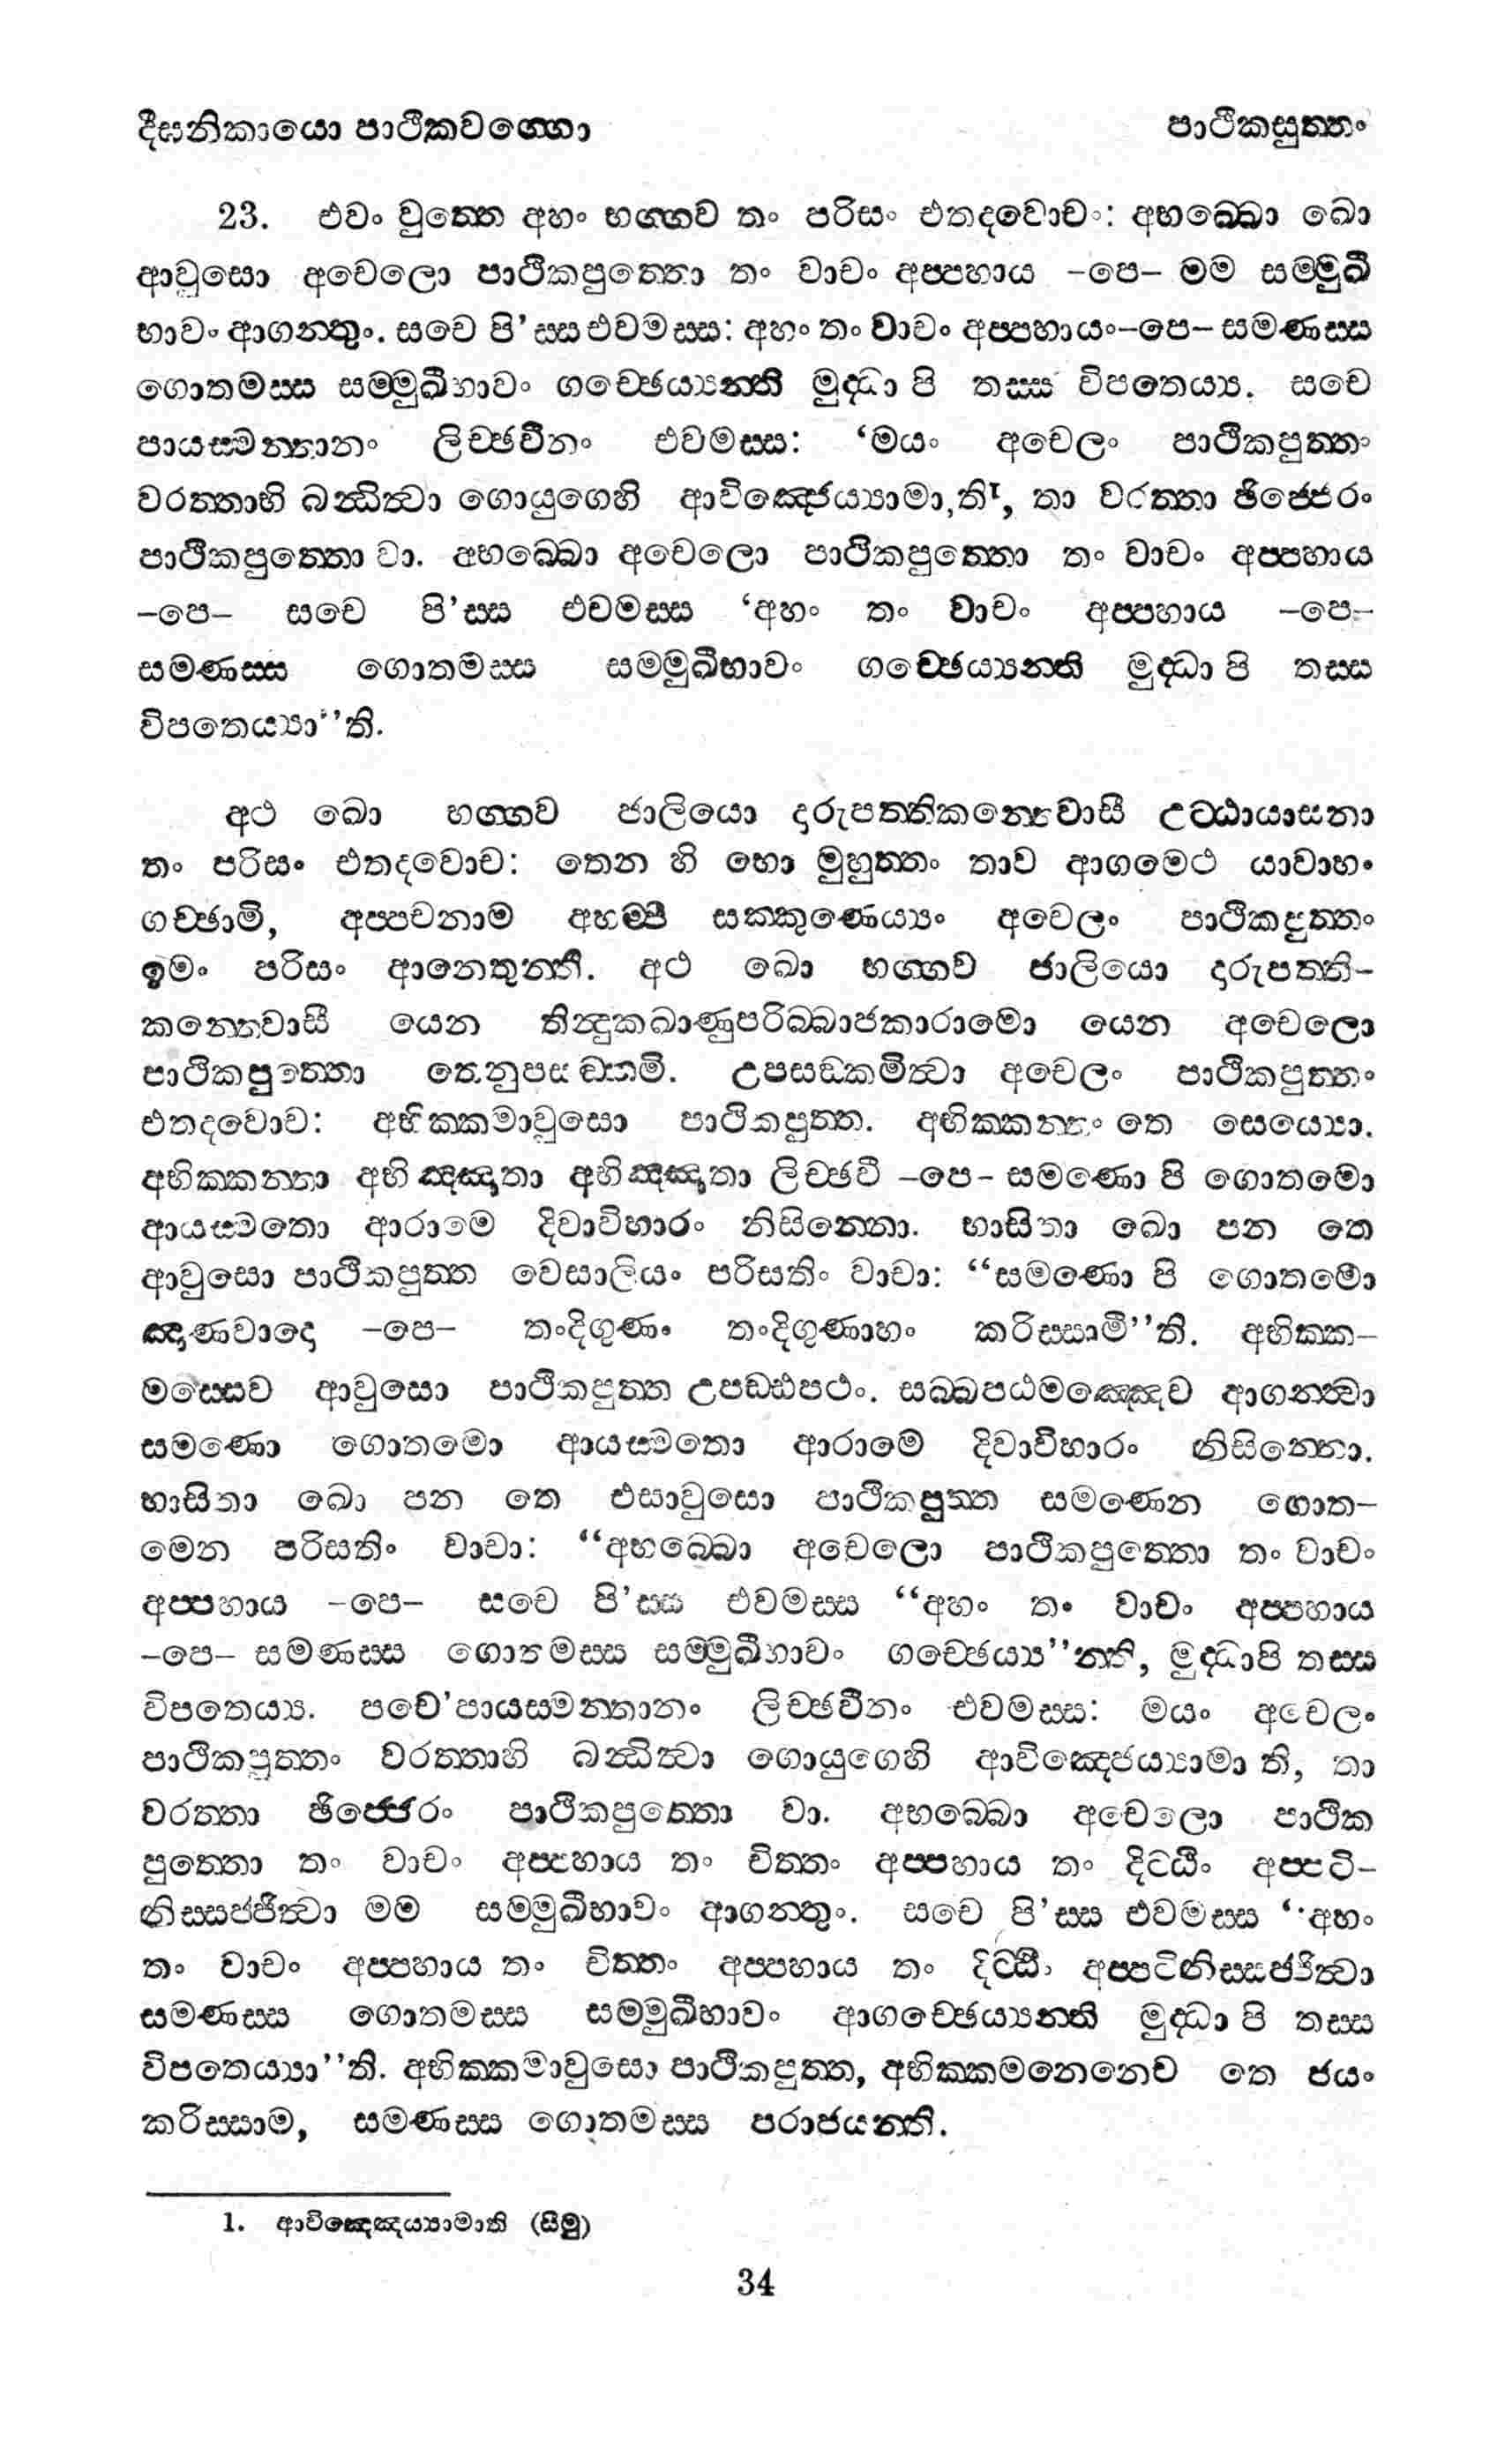 දීඝනිකායො පාථිකවග්ගො පාථිකසුත්තං
23. එවං වුත්තෙ අහං භග්ගව තං පරිසං එතදවොචං: අභබ්බො ඛො
ආවුසො අචෙලො පාථිකපුත්තො තං වාචං අප්පහාය -පෙ- මම සම්මුඛී
භාවං ආගන්තුං. සචෙ පි’ස්ස එවමස්ස: අහං තං වාචං අප්පහායං-පෙ- සමණස්ස
ගොතමස්ස සම්මුඛීභාවං ගච්ඡෙය්‍යන්ති මුද්ධා පි තස්ස විපතෙය්‍ය. සචෙ
පායස්මන්තානං ලිච්ඡවීනං එවමස්ස: ‘මයං අචෙලං පාථිකපුත්තං
වරත්තාභි බන්ධිත්වා ගොයුගෙහි ආවිඤ්ජෙය්‍යාමා,ති¹, තා වරත්තා ඡිජ්ජෙරං
පාථිකපුත්තො වා. අභබ්බො අචෙලො පාථිකපුත්තො තං වාචං අප්පහාය
-පෙ- සචෙ පි’ස්ස එවමස්ස ‘අහං තං වාචං අප්පහාය -පෙ-
සමණස්ස ගොතමස්ස සම්මුඛීභාවං ගච්ඡෙය්‍යන්ති මුද්ධා පි තස්ස
විපතෙය්‍යා’’ති.
අථ ඛො භග්ගව ජාලියො දාරුපත්තිකන්තෙවාසී උට්ඨායාසනා
තං පරිසං එතදවොච: තෙන හි භො මුහුත්තං තාව ආගමෙථ යාවාහං
ගච්ඡාමි, අප්පවනාම අහම්පි සක්කුණෙය්‍යං අචෙලං පාථිකපුත්තං
ඉමං පරිසං ආනෙතුන්ති. අථ ඛො භග්ගව ජාලියො දාරුපත්ති-
කන්තෙවාසී යෙන තින්දුකඛාණුපරිබ්බාජකාරාමො යෙන අචෙලො
පාථිකපුත්තො තෙනුපසඞ්කමි. උපසඞ්කමිත්වා අචෙලං පාථිකපුත්තං
එතදවොච: අභික්කමාවුසො පාථිකපුත්ත. අභික්කන්තං තෙ සෙය්‍යො.
අභික්කන්තා අභිඤ්ඤාතා අභිඤ්ඤාතා ලිච්ඡවී -පෙ- සමණො පි ගොතමො
ආයස්මතො ආරාමෙ දිවාවිහාරං නිසින්නො. භාසිතා ඛො පන තෙ
ආවුසො පාථිකපුත්ත වෙසාලියං පරිසතිං වාචා: “සමණො පි ගොතමො
ඤාණවාදො -පෙ- තංදිගුණං තංදිගුණාහං කරිස්සාමි’’ති. අභික්ක-
මස්සෙව ආවුසො පාථිකපුත්ත උපඩ්ඪපථං. සබ්බපඨමඤ්ඤෙව ආගන්ත්වා
සමණො ගොතමො ආයස්මතො ආරාමෙ දිවාවිහාරං නිසින්නො.
භාසිතා ඛො පන තෙ එසාවුසො පාථිකපුත්ත සමණෙන ගොත-
මෙන පරිසතිං වාචා: “අභබ්බො අචෙලො පාථිකපුත්තො තං වාචං
අප්පහාය -පෙ- සචෙ පි’ස්ස එවමස්ස “අහං තං වාචං අප්පහාය
-පෙ- සමණස්ස ගොතමස්ස සම්මුඛීභාවං ගච්ඡෙය්‍ය’’න්ති, මුද්ධාපි තස්ස
විපතෙය්‍ය. පචෙ’පායස්මන්තානං ලිච්ඡවීනං එවමස්ස: මයං අචෙලං
පාථිකපුත්තං වරත්තාහි බන්ධිත්වා ගොයුගෙහි ආවිඤ්ජෙය්‍යාමා ති, තා
වරත්තා ඡිජ්ජෙරං පාථිකපුත්තො වා. අභබ්බො අචෙලො පාථික
පුත්තො තං වාචං අප්පහාය තං චිත්තං අප්පහාය තං දිට්ඨිං අප්පටි-
නිස්සජ්ජිත්වා මම සම්මුඛීභාවං ආගන්තුං. සචෙ පි’ස්ස එවමස්ස “අහං
තං වාචං අප්පහාය තං චිත්තං අප්පහාය තං දිට්ඨිං අප්පටිනිස්සජ්ජිත්වා
සමණස්ස ගොතමස්ස සම්මුඛීභාවං ආගච්ඡෙය්‍යන්ති මුද්ධා පි තස්ස
විපතෙය්‍යා’’ති. අභික්කමාවුසො පාථිකපුත්ත, අභික්කමනෙනෙව තෙ ජයං
කරිස්සාම, සමණස්ස ගොතමස්ස පරාජයන්ති.
1. ආවිඤ්ඤෙය්‍යාමාති (සීමු)
34